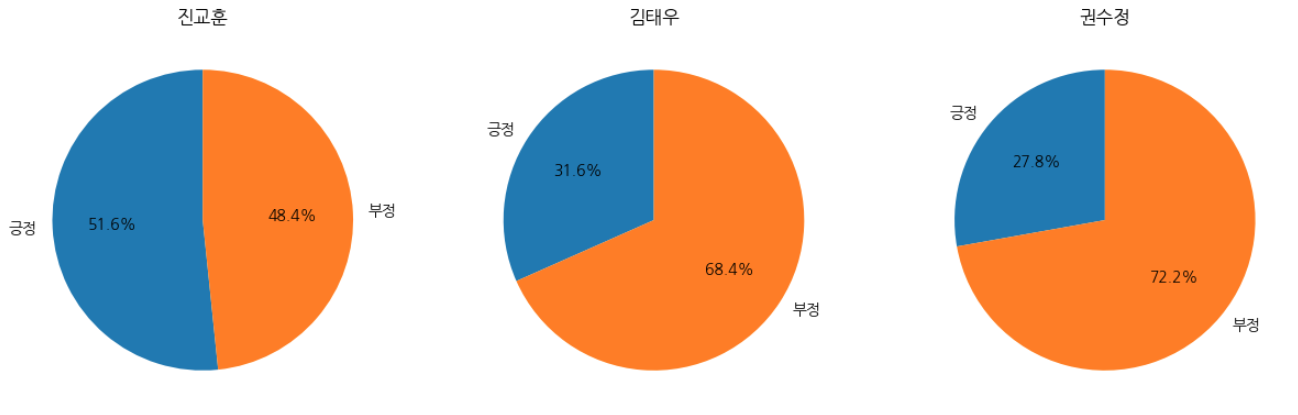 진교훈
긍정
51.6%
48.4%
부정
김태우
긍정
31.6%
68.4%
부정
권수정
긍정
27.8%
72.2%
부정